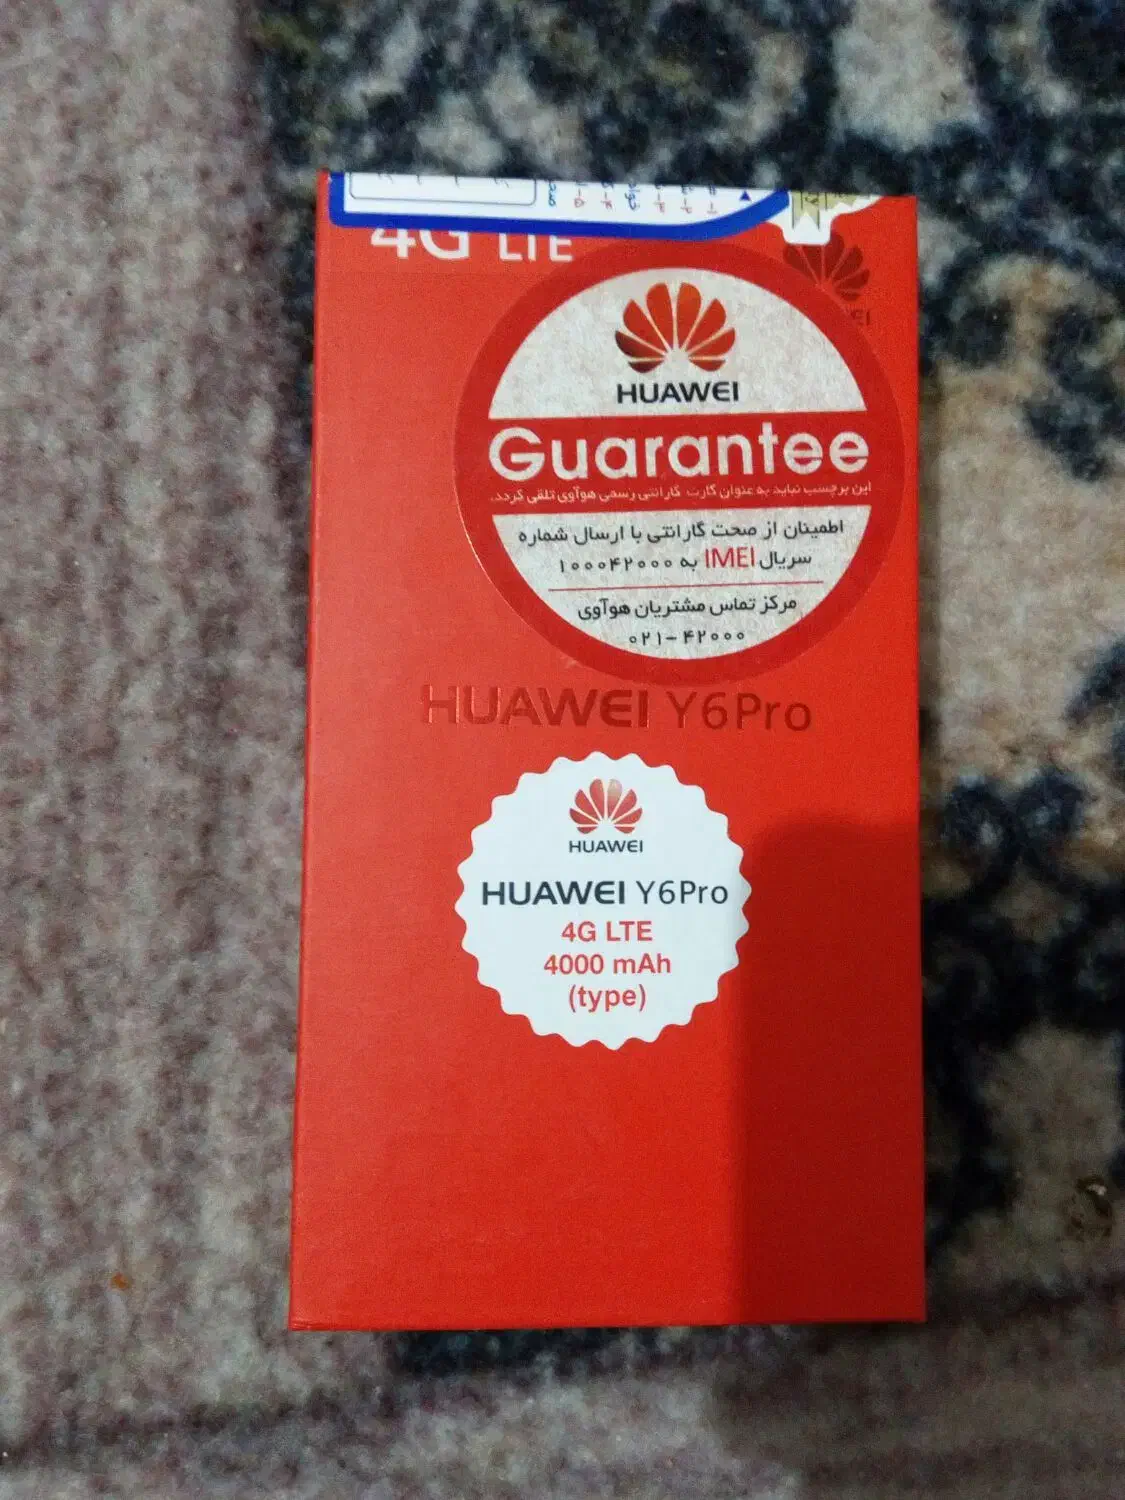 4G LTE
HUAWEI
Guarantee
این برچسب نباید به عنوان کارت گارانتی رسمی هوآوی تلقی گردد.
اطمینان از صحت گارانتی با ارسال شماره
سریال IMEI به ۱۰۰۰۴۲۰۰۰
مرکز تماس مشتریان هوآوی
۰۲۱-۴۲۰۰۰
HUAWEI Y6Pro
HUAWEI
HUAWEI Y6Pro
4G LTE
4000 mAh
(type)